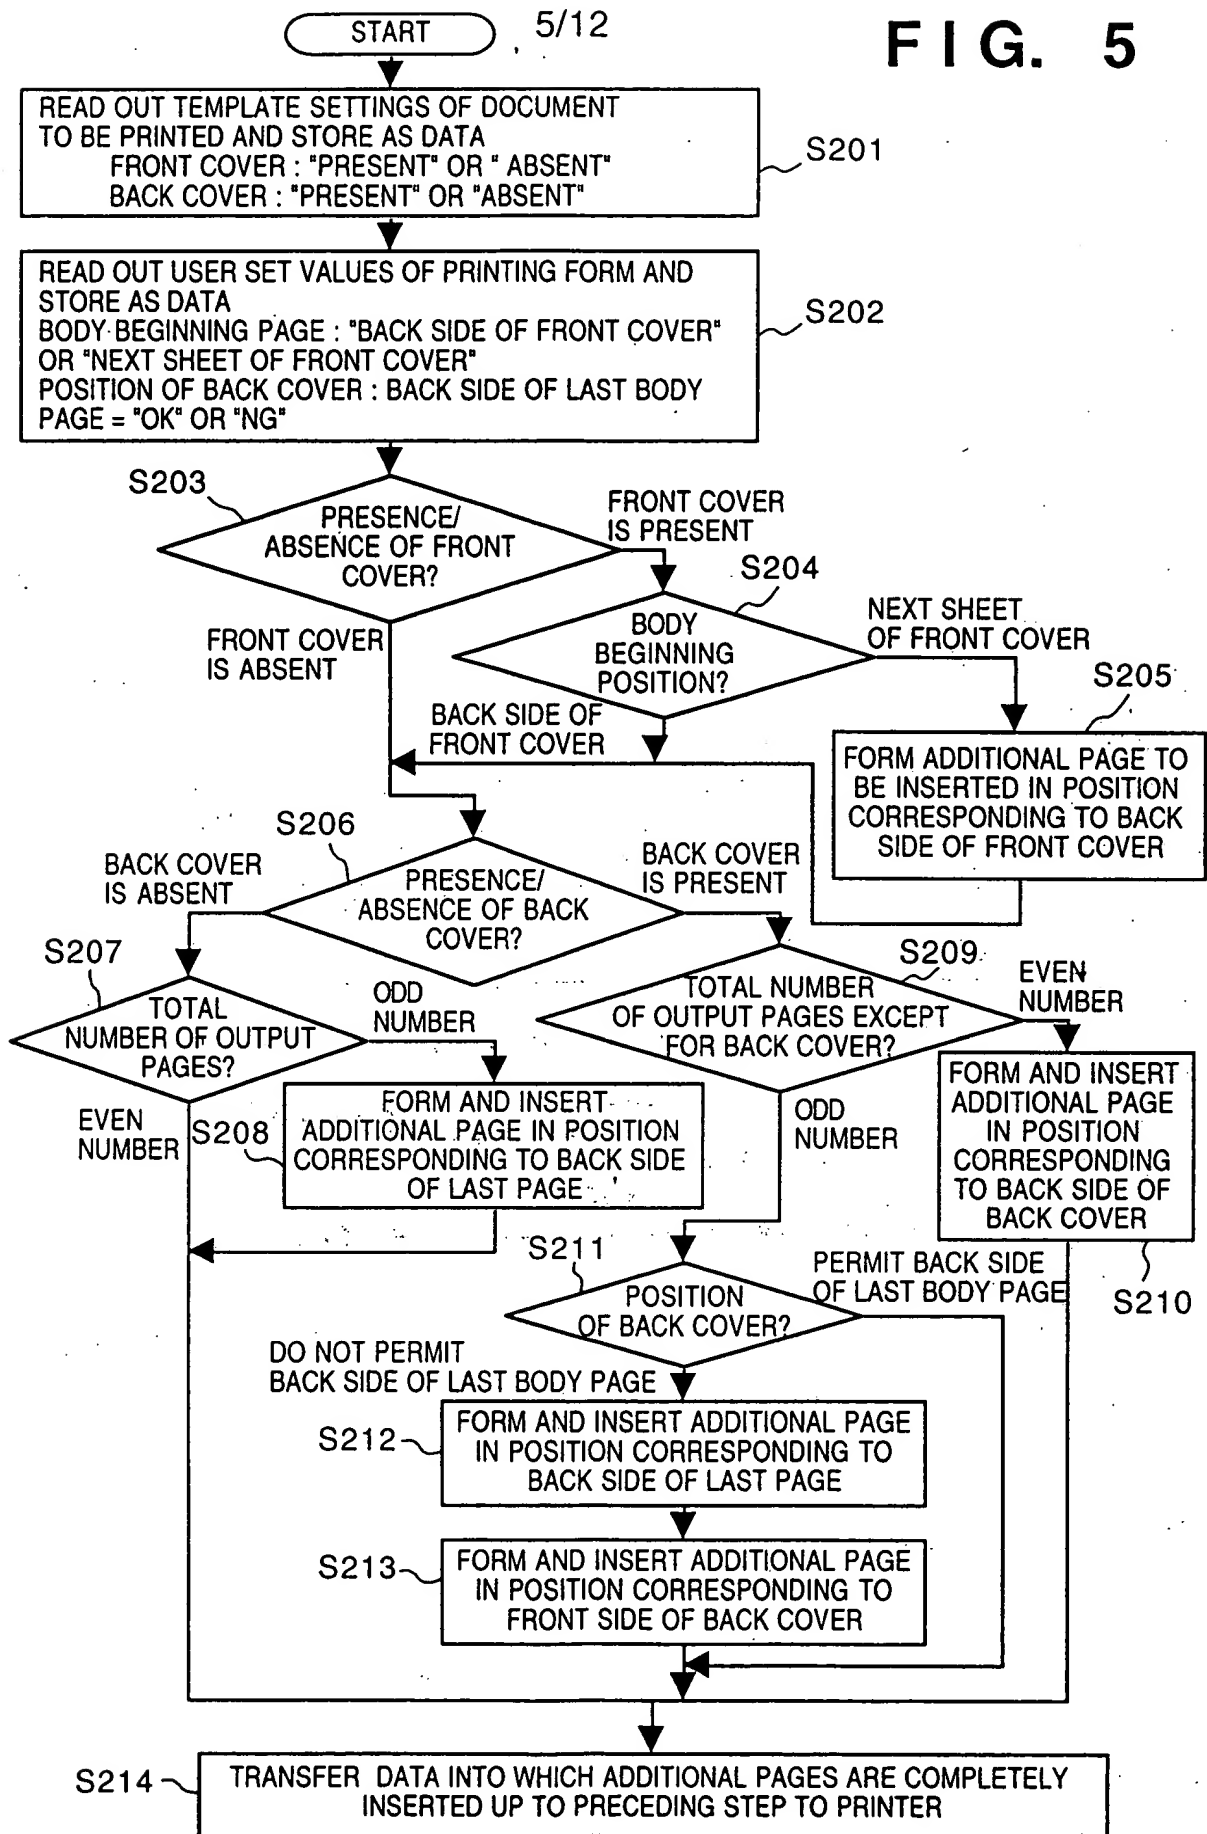 START
5/12
FIG. 5
READ OUT TEMPLATE SETTINGS OF DOCUMENT
TO BE PRINTED AND STORE AS DATA
FRONT COVER : "PRESENT" OR " ABSENT"
BACK COVER : "PRESENT" OR "ABSENT"
S201
READ OUT USER SET VALUES OF PRINTING FORM AND
STORE AS DATA
BODY BEGINNING PAGE : "BACK SIDE OF FRONT COVER"
OR "NEXT SHEET OF FRONT COVER"
POSITION OF BACK COVER : BACK SIDE OF LAST BODY
PAGE = "OK" OR "NG"
S202
S203
PRESENCE/
ABSENCE OF FRONT
COVER?
FRONT COVER
IS PRESENT
FRONT COVER
IS ABSENT
S204
BODY
BEGINNING
POSITION?
NEXT SHEET
OF FRONT COVER
BACK SIDE OF
FRONT COVER
S205
FORM ADDITIONAL PAGE TO
BE INSERTED IN POSITION
CORRESPONDING TO BACK
SIDE OF FRONT COVER
S206
PRESENCE/
ABSENCE OF BACK
COVER?
BACK COVER
IS ABSENT
BACK COVER
IS PRESENT
S207
TOTAL
NUMBER OF OUTPUT
PAGES?
ODD
NUMBER
EVEN
NUMBER
S208
FORM AND INSERT
ADDITIONAL PAGE IN POSITION
CORRESPONDING TO BACK SIDE
OF LAST PAGE
S209
TOTAL NUMBER
OF OUTPUT PAGES EXCEPT
FOR BACK COVER?
EVEN
NUMBER
ODD
NUMBER
FORM AND INSERT
ADDITIONAL PAGE
IN POSITION
CORRESPONDING
TO BACK SIDE OF
BACK COVER
S210
S211
POSITION
OF BACK COVER?
PERMIT BACK SIDE
OF LAST BODY PAGE
DO NOT PERMIT
BACK SIDE OF LAST BODY PAGE
S212
FORM AND INSERT ADDITIONAL PAGE
IN POSITION CORRESPONDING TO
BACK SIDE OF LAST PAGE
S213
FORM AND INSERT ADDITIONAL PAGE
IN POSITION CORRESPONDING TO
FRONT SIDE OF BACK COVER
S214
TRANSFER DATA INTO WHICH ADDITIONAL PAGES ARE COMPLETELY
INSERTED UP TO PRECEDING STEP TO PRINTER